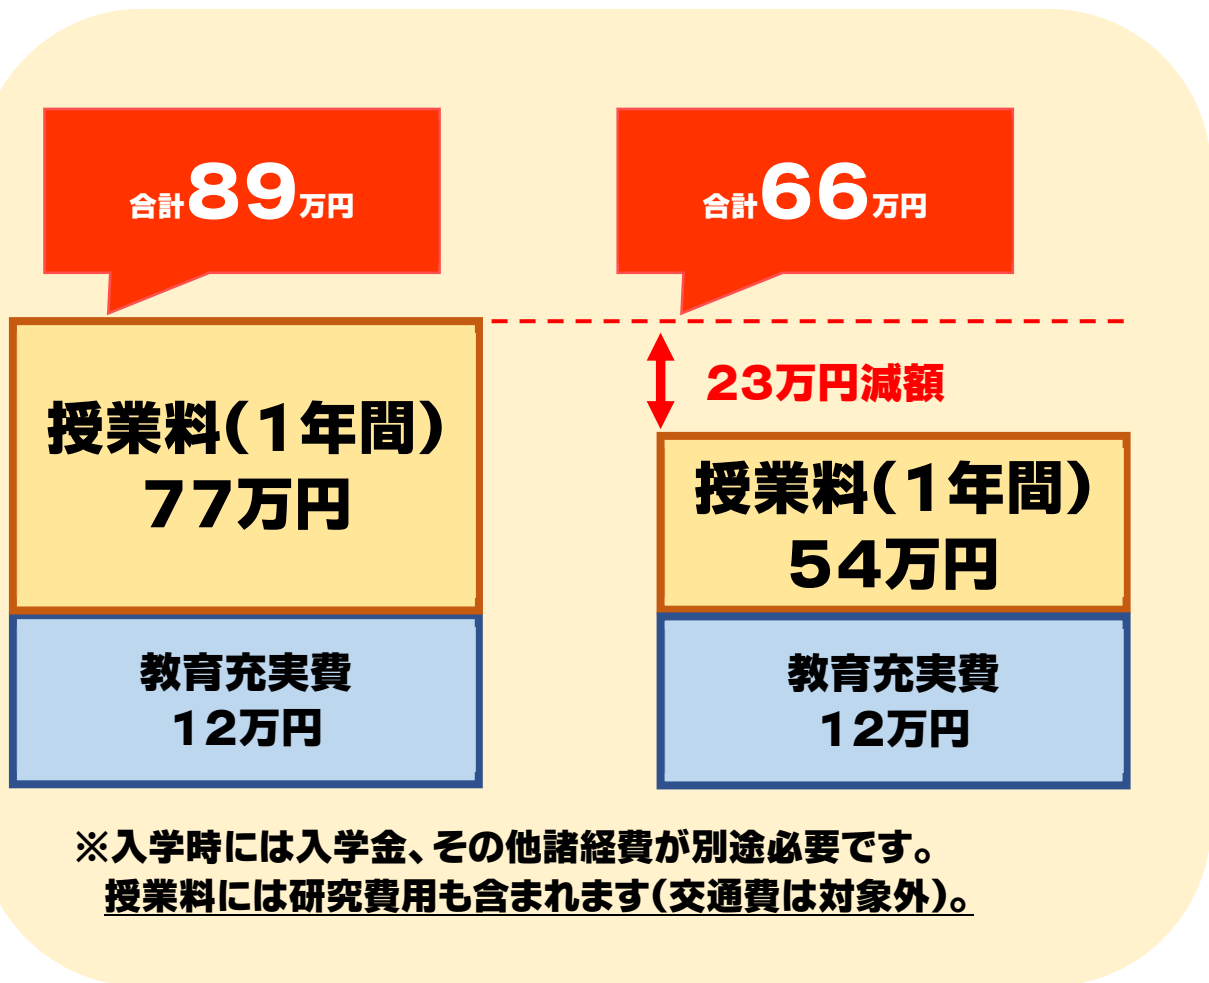 合計89万円
合計66万円
23万円減額
授業料(1年間)
77万円
授業料(1年間)
54万円
教育充実費
12万円
教育充実費
12万円
※入学時には入学金、その他諸経費が別途必要です。
授業料には研究費用も含まれます(交通費は対象外)。